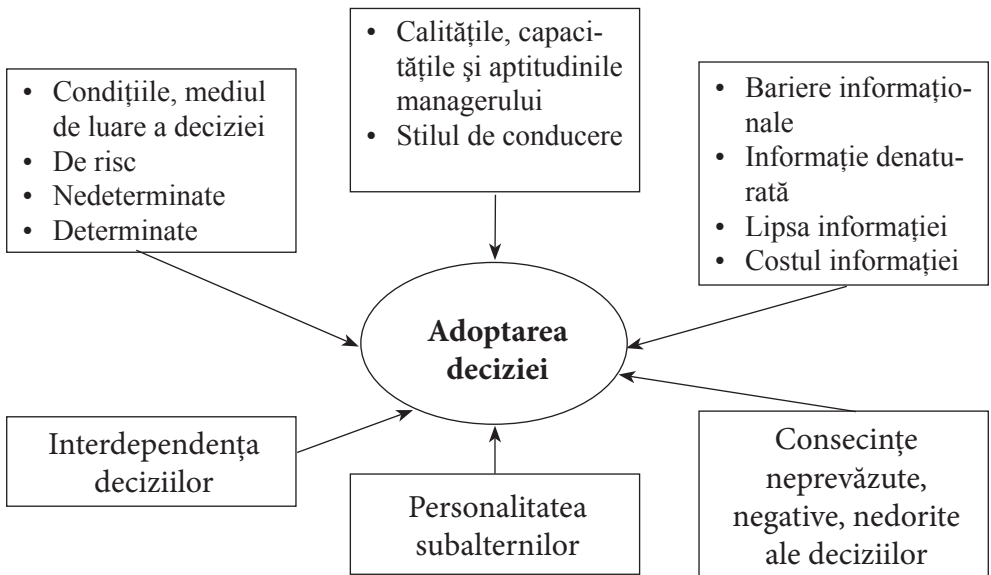 • Condițiile, mediul
de luare a deciziei
• De risc
• Nedeterminate
• Determinate
• Calitățile, capaci-
tățile şi aptitudinile
managerului
• Stilul de conducere
• Bariere informațio-
nale
• Informație denatu-
rată
• Lipsa informației
• Costul informației
Adoptarea
deciziei
Interdependența
deciziilor
Personalitatea
subalternilor
Consecințe
neprevăzute,
negative, nedorite
ale deciziilor